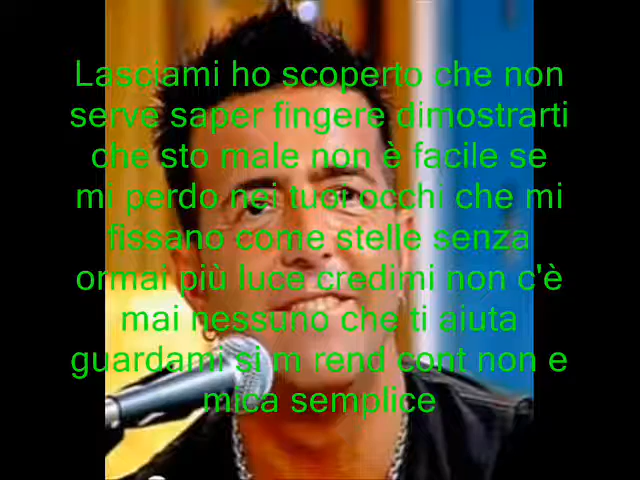 Lasciami ho scoperto che non
serve saper fingere dimostrarti
che sto male non è facile se
mi perdo nei tuoi occhi che mi
fissano come stelle senza
ormai più luce credimi non c'è
mai nessuno che ti aiuta
guardami si m rend cont non e
mica semplice